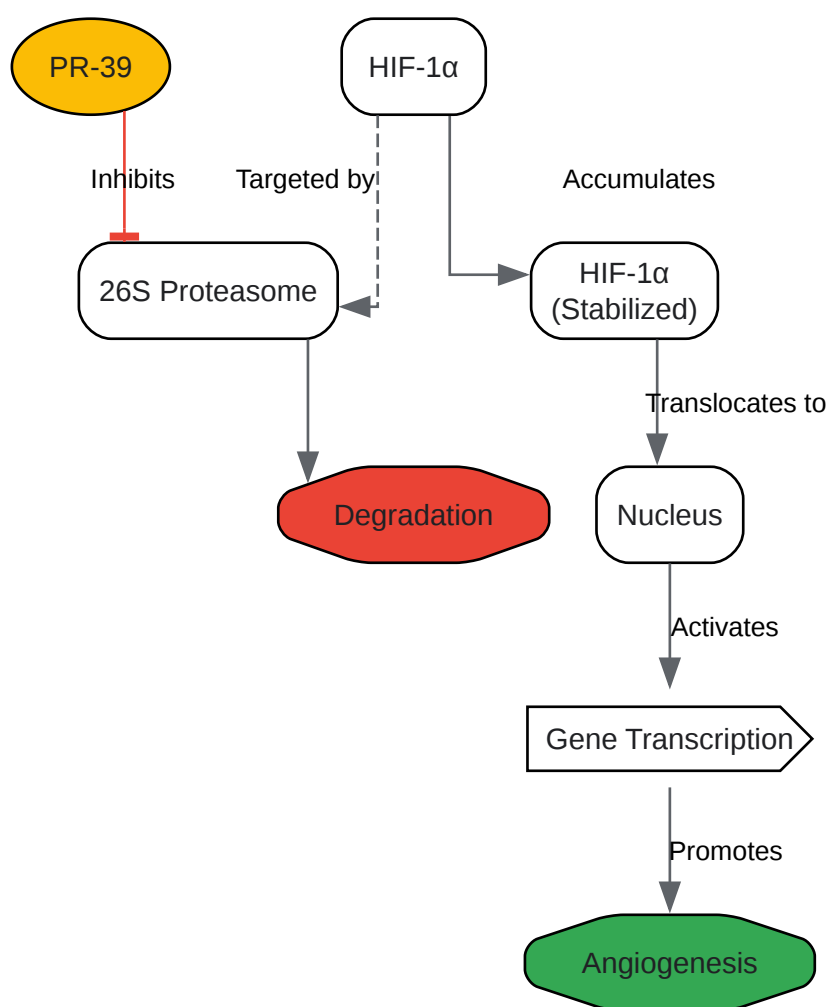 PR-39
HIF-1α
Inhibits
Targeted by
Accumulates
26S Proteasome
HIF-1α
(Stabilized)
Translocates to
Degradation
Nucleus
Activates
Gene Transcription
Promotes
Angiogenesis